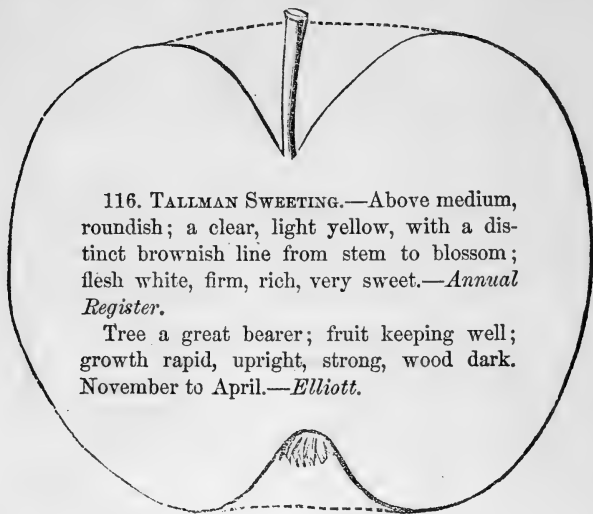 116. TALLMAN SWEETING.—Above medium,
roundish; a clear, light yellow, with a dis-
tinct brownish line from stem to blossom;
flesh white, firm, rich, very sweet.—Annual
Register.
Tree a great bearer; fruit keeping well;
growth rapid, upright, strong, wood dark.
November to April.—Elliott.